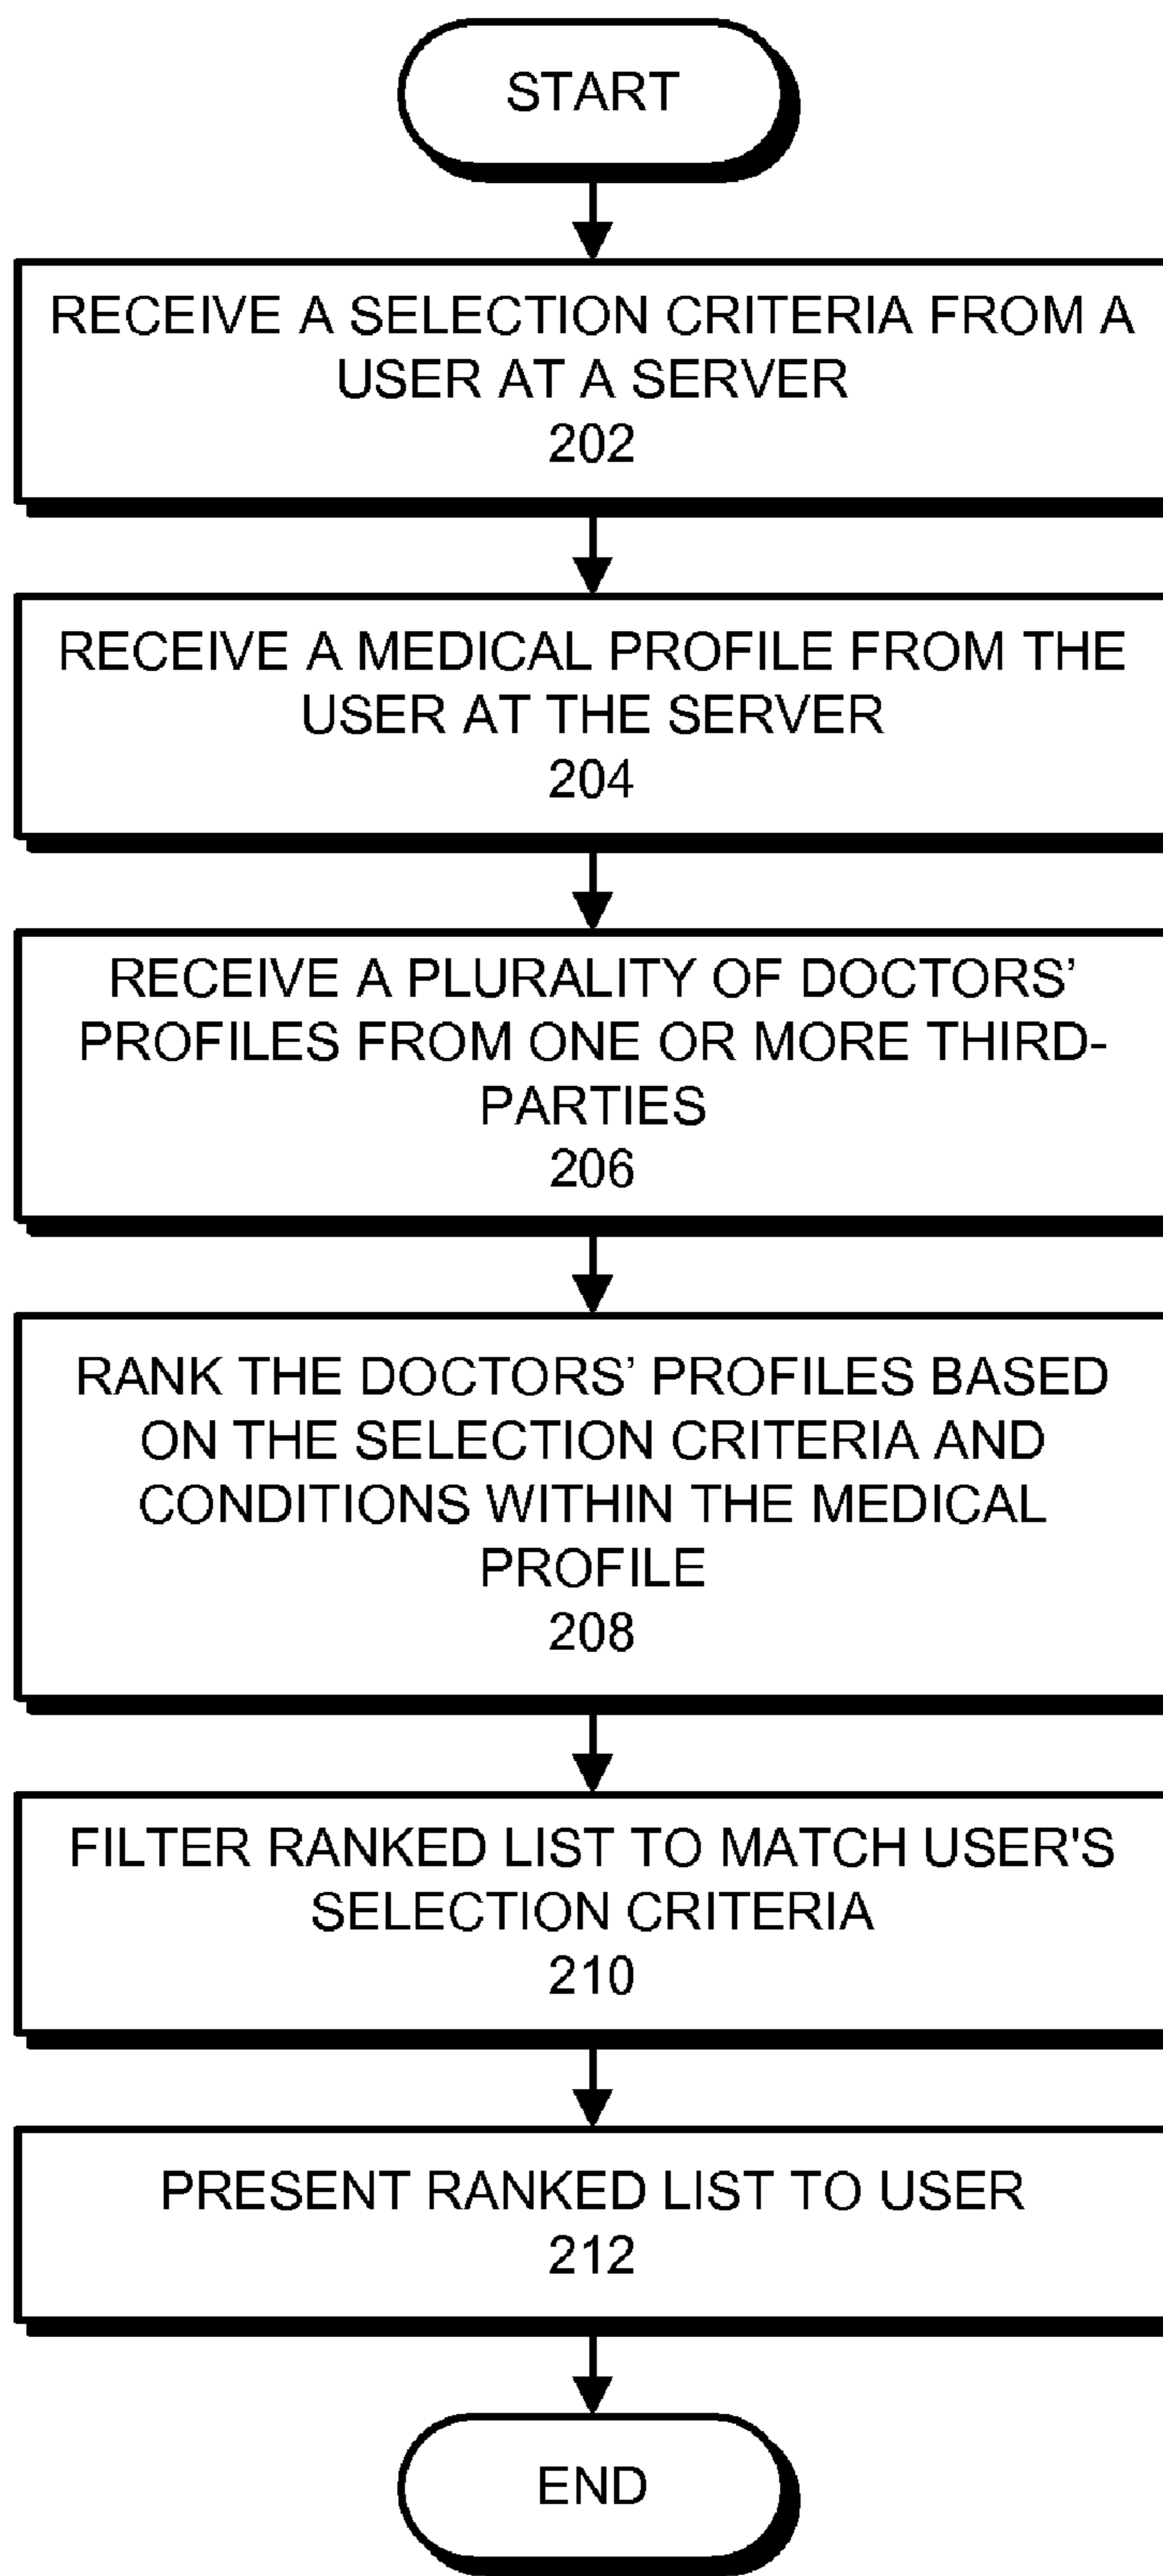 START
RECEIVE A SELECTION CRITERIA FROM A
USER AT A SERVER
202
RECEIVE A MEDICAL PROFILE FROM THE
USER AT THE SERVER
204
RECEIVE A PLURALITY OF DOCTORS’
PROFILES FROM ONE OR MORE THIRD-
PARTIES
206
RANK THE DOCTORS’ PROFILES BASED
ON THE SELECTION CRITERIA AND
CONDITIONS WITHIN THE MEDICAL
PROFILE
208
FILTER RANKED LIST TO MATCH USER'S
SELECTION CRITERIA
210
PRESENT RANKED LIST TO USER
212
END